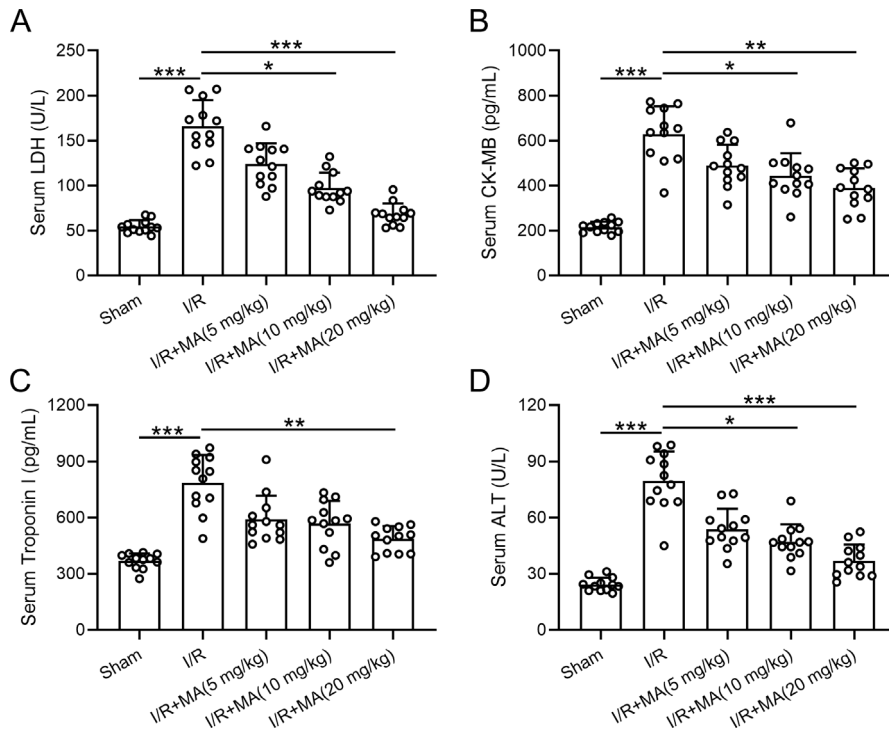 A
Serum LDH (U/L)
250
200
150
100
50
0
***
***
*
Sham
I/R
I/R+MA(5 mg/kg)
I/R+MA(10 mg/kg)
I/R+MA(20 mg/kg)
B
Serum CK-MB (pg/mL)
1000
800
600
400
200
0
**
***
*
Sham
I/R
I/R+MA(5 mg/kg)
I/R+MA(10 mg/kg)
I/R+MA(20 mg/kg)
C
Serum Troponin I (pg/mL)
1200
900
600
300
0
***
**
Sham
I/R
I/R+MA(5 mg/kg)
I/R+MA(10 mg/kg)
I/R+MA(20 mg/kg)
D
Serum ALT (U/L)
120
90
60
30
0
***
***
*
Sham
I/R
I/R+MA(5 mg/kg)
I/R+MA(10 mg/kg)
I/R+MA(20 mg/kg)